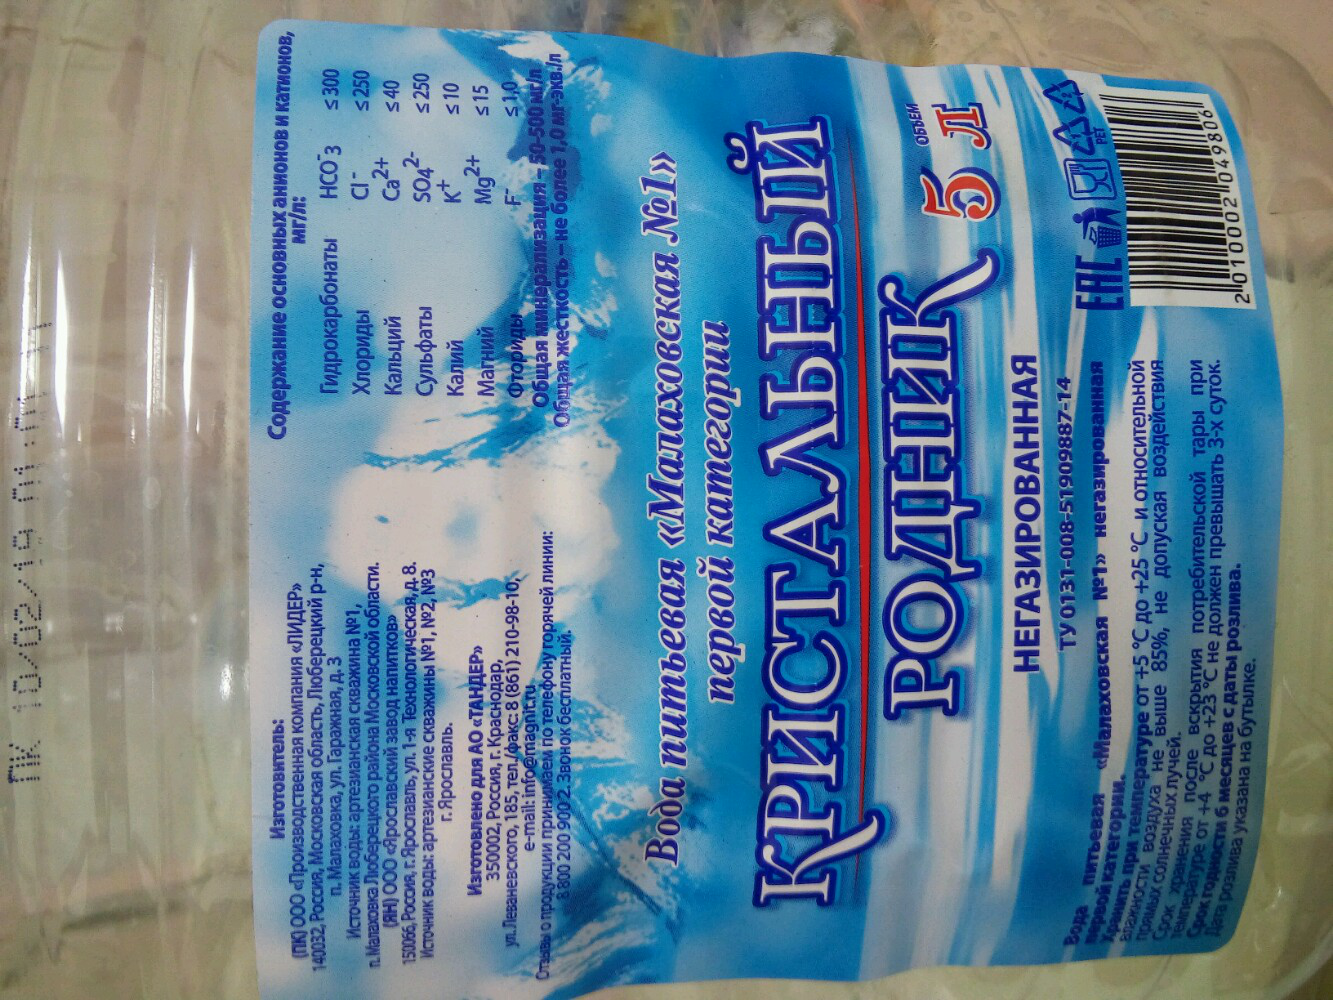 ПК 10/02/19
Изготовитель:
(ПК) ООО «Производственная компания «ЛИДЕР»
140032, Россия, Московская область, Люберецкий р-н,
п. Малаховка, ул. Гаражная, д. 3
Источник воды: артезианская скважина №1,
п. Малаховка Люберецкого района Московской области.
(ЯН) ООО «Ярославский завод напитков»
150066, Россия, г. Ярославль, ул. 1-я Технологическая, д. 8.
Источник воды: артезианские скважины №1, №2, №3
г. Ярославль.
Изготовлено для АО «ТАНДЕР»
350002, Россия, г. Краснодар,
ул. Леваневского, 185, тел./факс: 8 (861) 210-98-10,
e-mail: info@magnit.ru
Отзывы о продукции принимаем по телефону горячей линии:
8 800 200 900 2. Звонок бесплатный.
Содержание основных анионов и катионов,
мг/л:
Гидрокарбонаты HCO⁻3 ≤ 300
Хлориды Cl⁻ ≤ 250
Кальций Ca2+ ≤ 40
Сульфаты SO4 2- ≤ 250
Калий K+ ≤ 10
Магний Mg2+ ≤ 15
Фториды F⁻ ≤ 1,0
Общая минерализация – 50-500 мг/л
Общая жесткость – не более 1,0 мг-экв./л
Вода питьевая «Малаховская №1»
первой категории
КРИСТАЛЬНЫЙ
РОДНИК
ОБЪЕМ
5 Л
НЕГАЗИРОВАННАЯ
ТУ 0131-008-51909887-14
Вода питьевая «Малаховская №1» негазированная
первой категории.
Хранить при температуре от +5 °С до +25 °С и относительной
влажности воздуха не выше 85%, не допуская воздействия
прямых солнечных лучей.
Срок хранения после вскрытия потребительской тары при
температуре от +4 °С до +23 °С не должен превышать 3-х суток.
Срок годности 6 месяцев с даты розлива.
Дата розлива указана на бутылке.
EAC
PET
2 010002 049806